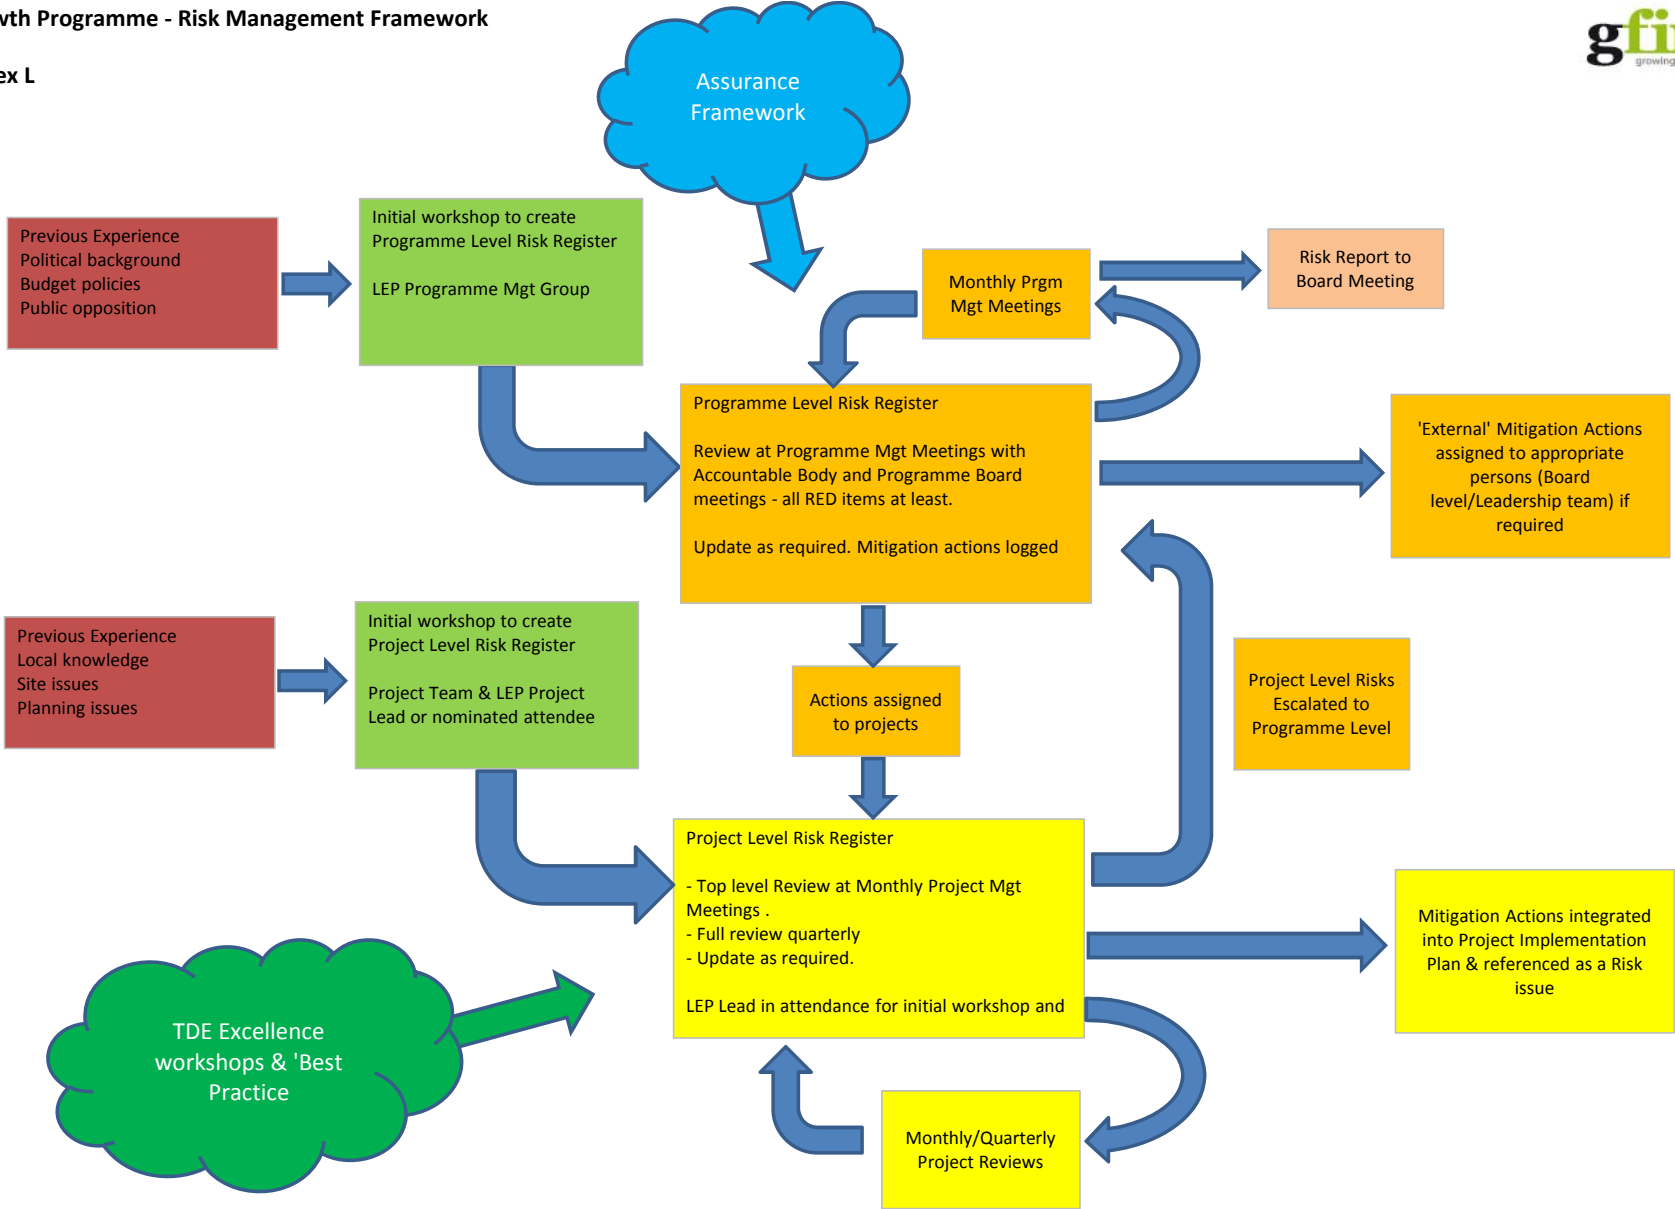 wth Programme - Risk Management Framework
ex L
gfi
growing
Assurance
Framework
Previous Experience
Political background
Budget policies
Public opposition
Initial workshop to create
Programme Level Risk Register
LEP Programme Mgt Group
Monthly Prgm
Mgt Meetings
Risk Report to
Board Meeting
Programme Level Risk Register
Review at Programme Mgt Meetings with
Accountable Body and Programme Board
meetings - all RED items at least.
Update as required. Mitigation actions logged
'External' Mitigation Actions
assigned to appropriate
persons (Board
level/Leadership team) if
required
Previous Experience
Local knowledge
Site issues
Planning issues
Initial workshop to create
Project Level Risk Register
Project Team & LEP Project
Lead or nominated attendee
Actions assigned
to projects
Project Level Risks
Escalated to
Programme Level
Project Level Risk Register
- Top level Review at Monthly Project Mgt
Meetings .
- Full review quarterly
- Update as required.
LEP Lead in attendance for initial workshop and
Mitigation Actions integrated
into Project Implementation
Plan & referenced as a Risk
issue
TDE Excellence
workshops & 'Best
Practice
Monthly/Quarterly
Project Reviews